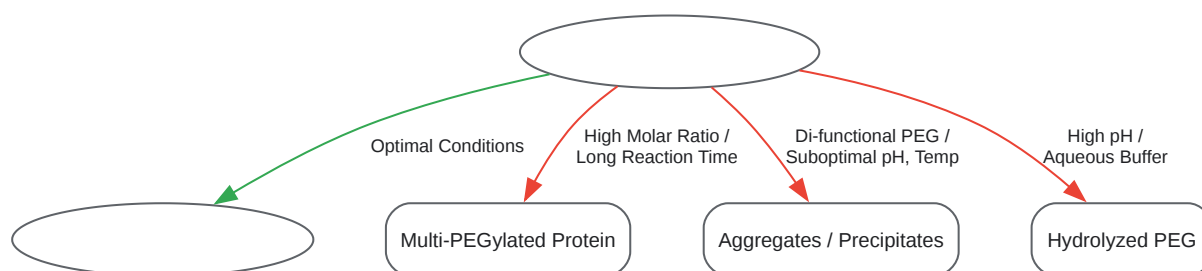 Optimal Conditions
High Molar Ratio /
Long Reaction Time
Di-functional PEG /
Suboptimal pH, Temp
High pH /
Aqueous Buffer
Multi-PEGylated Protein
Aggregates / Precipitates
Hydrolyzed PEG